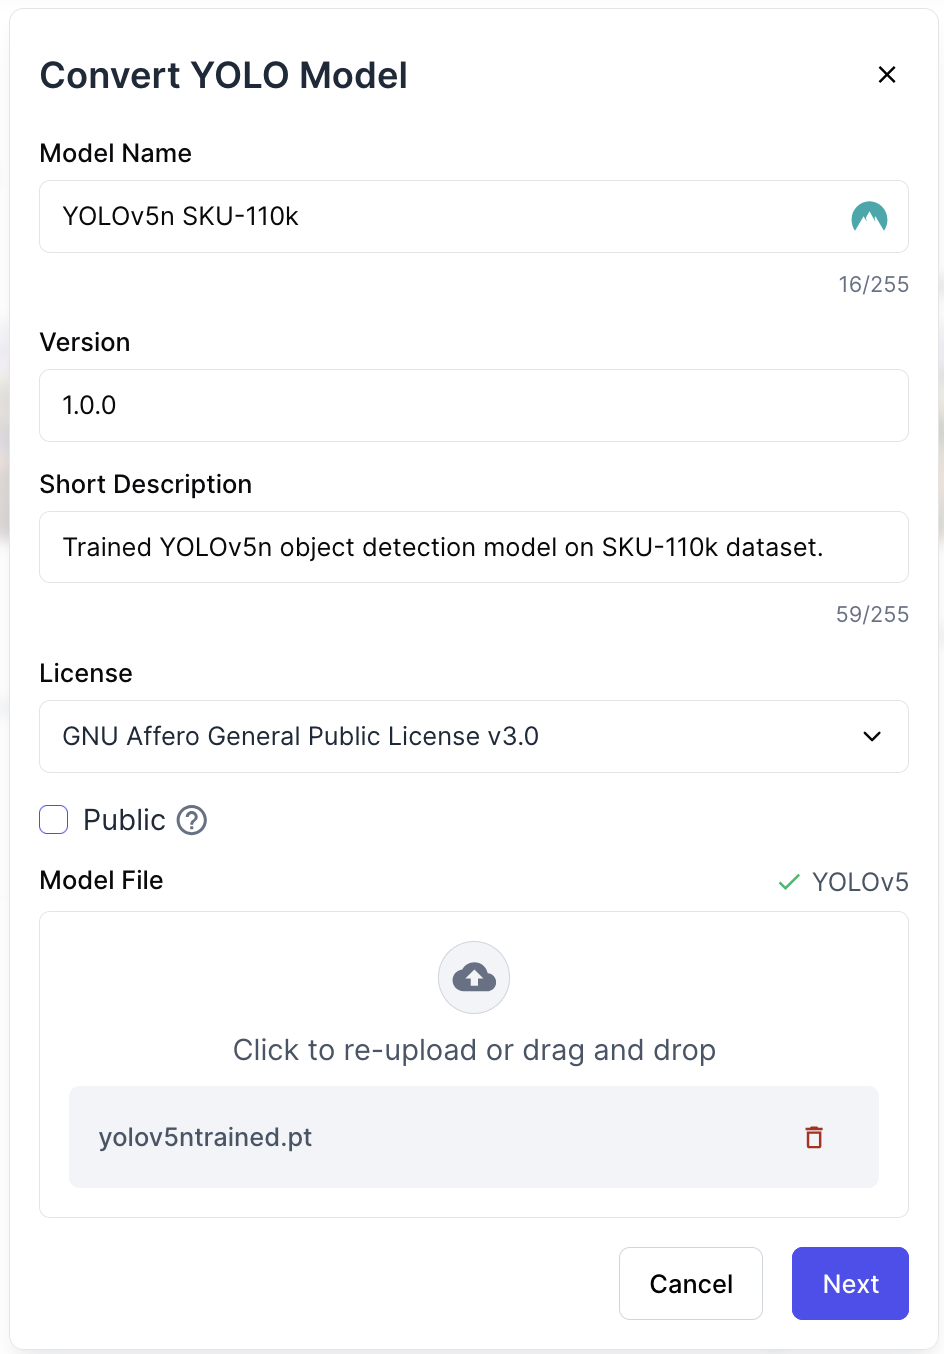 Convert YOLO Model
Model Name
YOLOv5n SKU-110k
16/255
Version
1.0.0
Short Description
Trained YOLOv5n object detection model on SKU-110k dataset.
59/255
License
GNU Affero General Public License v3.0
Public ?
Model File
YOLOv5
Click to re-upload or drag and drop
yolov5ntrained.pt
Cancel
Next